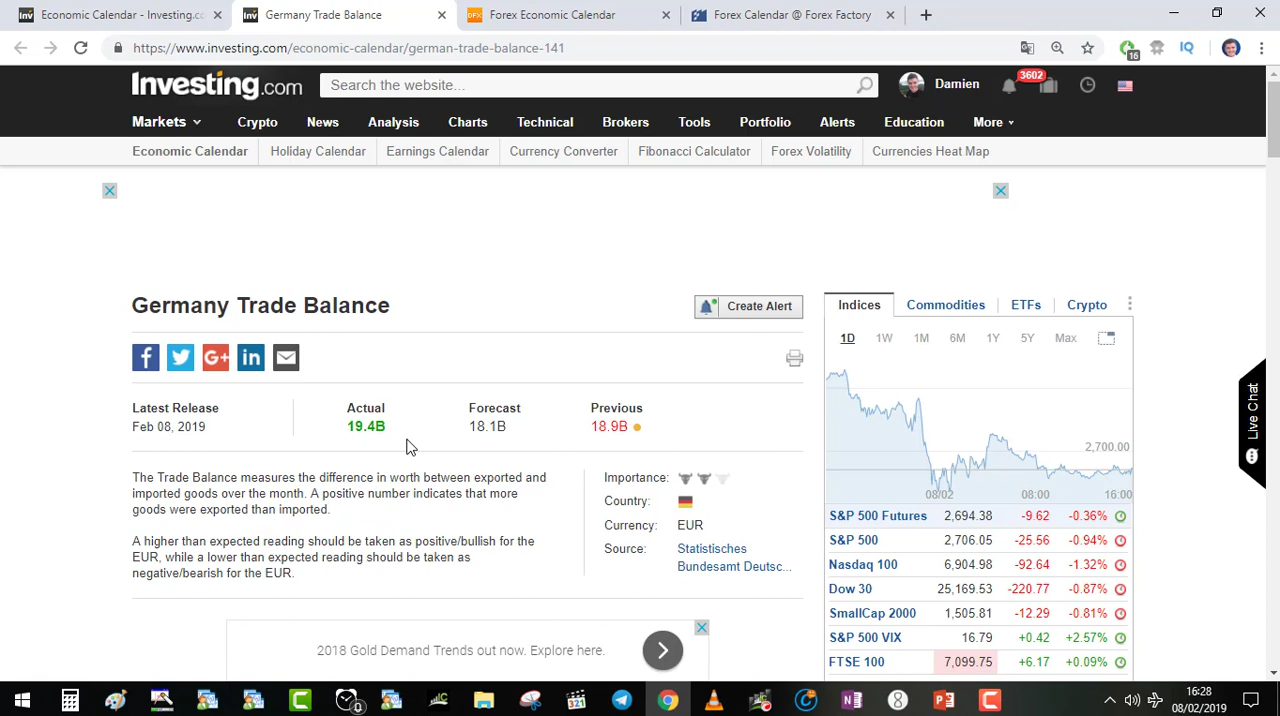 Economic Calendar - Investing.co
Germany Trade Balance
DFX
Forex Economic Calendar
Forex Calendar @ Forex Factory
https://www.investing.com/economic-calendar/german-trade-balance-141
16
IQ
Investing.com
Search the website...
Damien
3602
Markets
Crypto
News
Analysis
Charts
Technical
Brokers
Tools
Portfolio
Alerts
Education
More
Economic Calendar
Holiday Calendar
Earnings Calendar
Currency Converter
Fibonacci Calculator
Forex Volatility
Currencies Heat Map
Germany Trade Balance
Create Alert
Latest Release
Feb 08, 2019
Actual
19.4B
Forecast
18.1B
Previous
18.9B
The Trade Balance measures the difference in worth between exported and
imported goods over the month. A positive number indicates that more
goods were exported than imported.
A higher than expected reading should be taken as positive/bullish for the
EUR, while a lower than expected reading should be taken as
negative/bearish for the EUR.
Importance:
Country:
Currency: EUR
Source: Statistisches
Bundesamt Deutsc...
2018 Gold Demand Trends out now. Explore here.
Indices
Commodities
ETFs
Crypto
1D 1W 1M 6M 1Y 5Y Max
2,700.00
08/02 08:00 16:00
S&P 500 Futures 2,694.38 -9.62 -0.36%
S&P 500 2,706.05 -25.56 -0.94%
Nasdaq 100 6,904.98 -92.64 -1.32%
Dow 30 25,169.53 -220.77 -0.87%
SmallCap 2000 1,505.81 -12.29 -0.81%
S&P 500 VIX 16.79 +0.42 +2.57%
FTSE 100 7,099.75 +6.17 +0.09%
Live Chat
16:28
08/02/2019